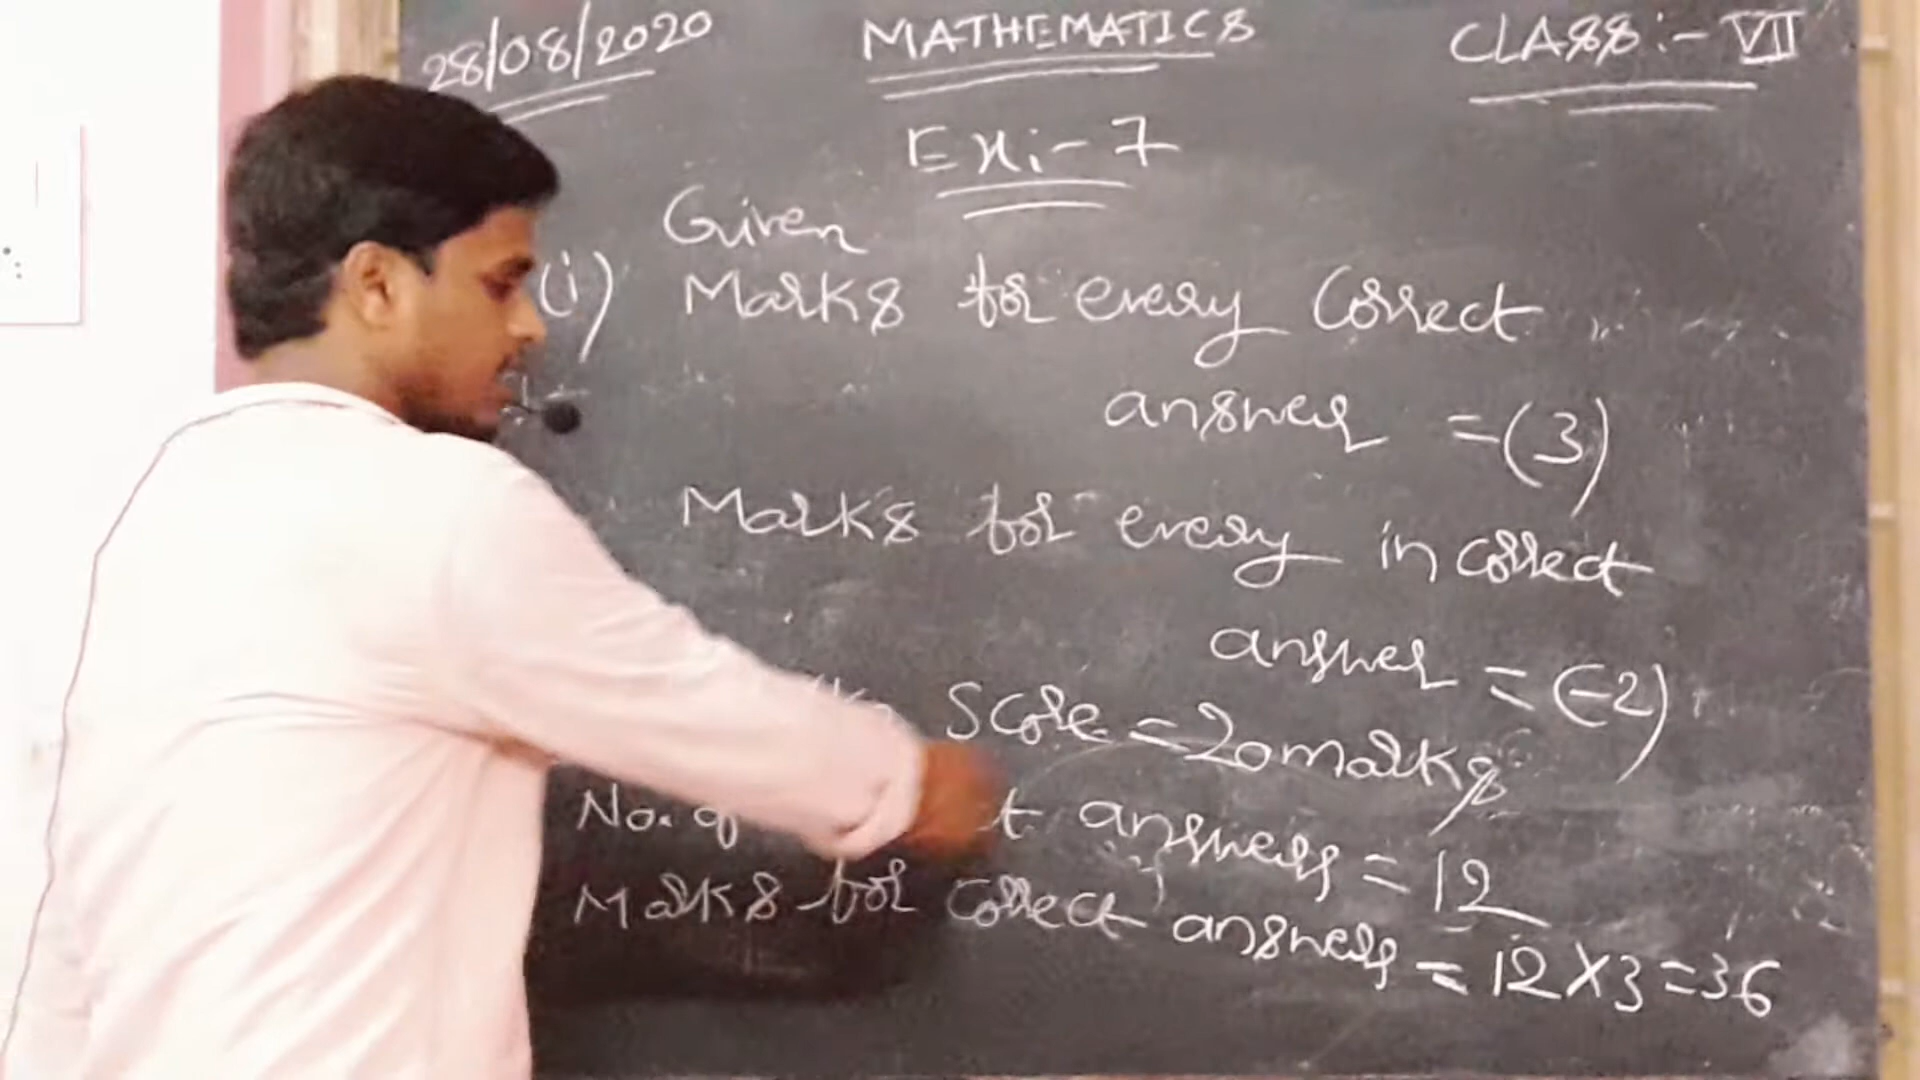 28/08/2020 MATHEMATICS CLASS:- VII
Ex:- 7
Given
(i) Marks for every correct
answer = (3)
Marks for every in correct
answer = (-2)
Score = 20 marks
No. of answers = 12
Marks for correct answers = 12 X 3 = 36